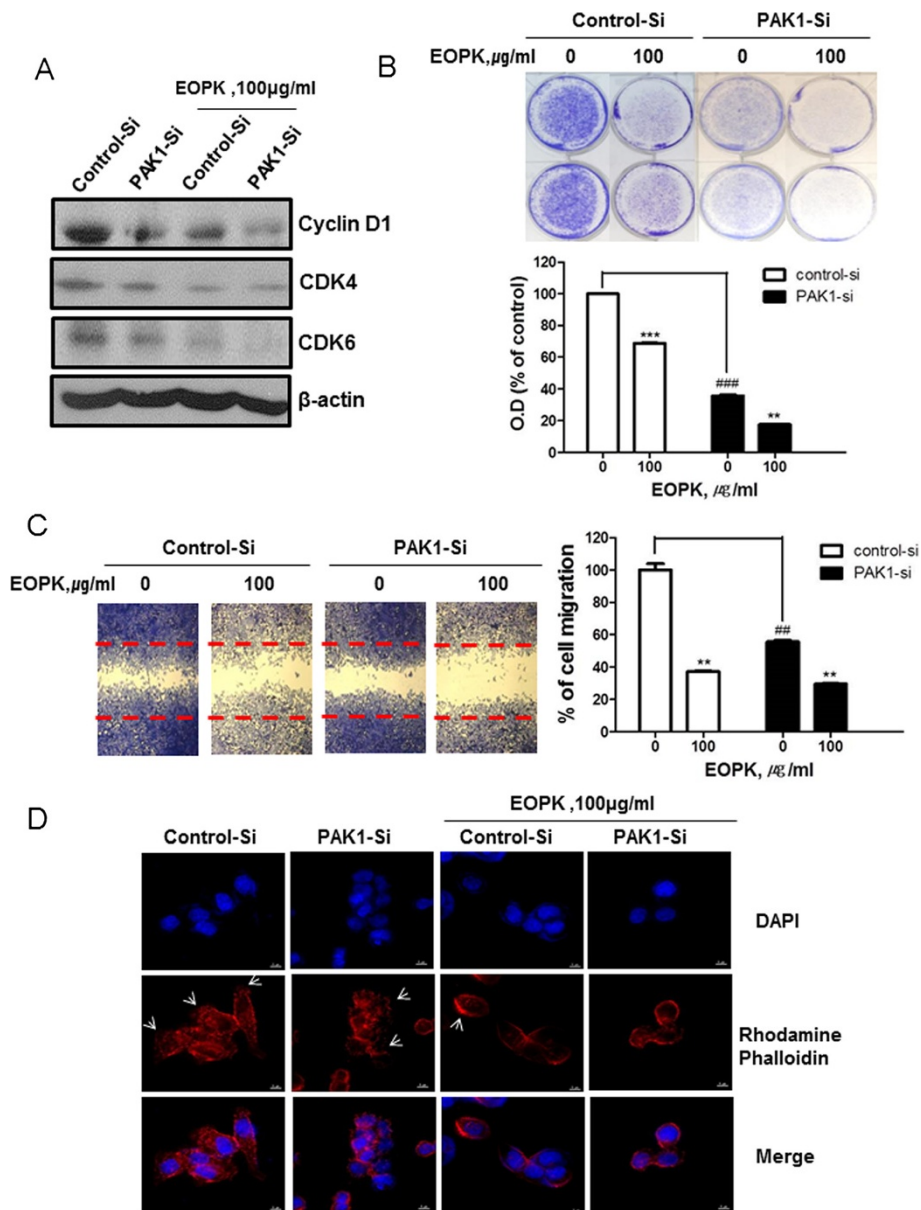 A
EOPK ,100μg/ml
Control-Si PAK1-Si Control-Si PAK1-Si
Cyclin D1
CDK4
CDK6
β-actin
B
Control-Si PAK1-Si
EOPK,㎍/ml 0 100 0 100
control-si
PAK1-si
O.D (% of control)
120
100
80
60
40
20
0
***
###
**
0 100 0 100
EOPK, ㎍/ml
C
Control-Si PAK1-Si
EOPK,㎍/ml 0 100 0 100
control-si
PAK1-si
% of cell migration
120
100
80
60
40
20
0
**
##
**
0 100 0 100
EOPK, ㎍/ml
D
EOPK ,100μg/ml
Control-Si PAK1-Si Control-Si PAK1-Si
DAPI
Rhodamine
Phalloidin
Merge